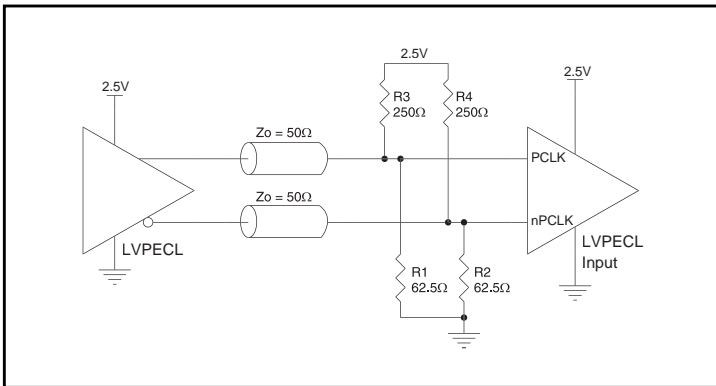 2.5V
2.5V
2.5V
R3
250Ω
R4
250Ω
Zo = 50Ω
PCLK
Zo = 50Ω
nPCLK
LVPECL
LVPECL
Input
R1
62.5Ω
R2
62.5Ω